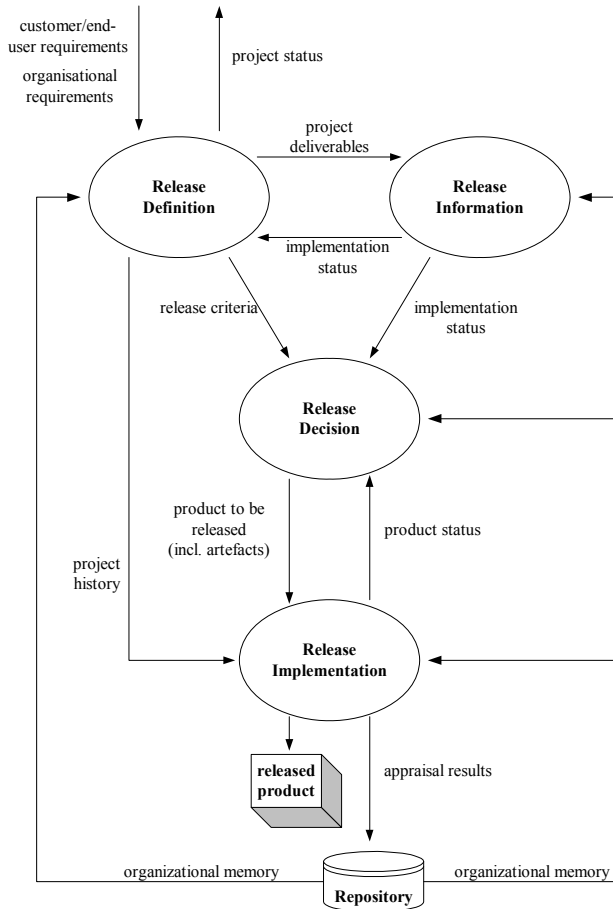 customer/end-
user requirements
organisational
requirements
project status
project
deliverables
Release
Definition
Release
Information
implementation
status
release criteria
implementation
status
Release
Decision
product to be
released
(incl. artefacts)
product status
project
history
Release
Implementation
released
product
appraisal results
organizational memory
organizational memory
Repository